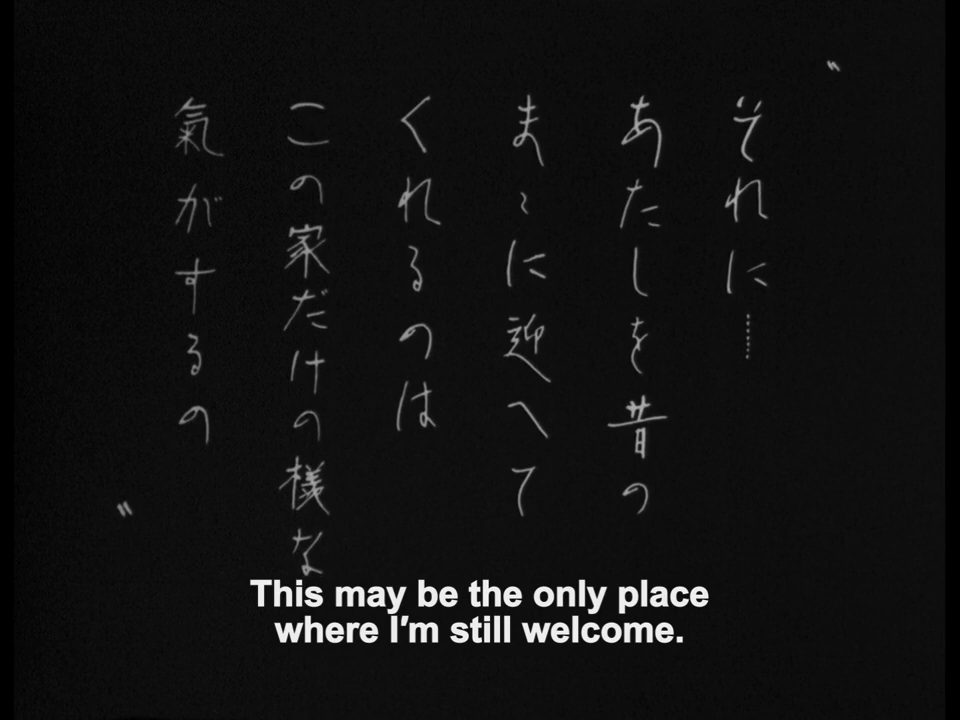 〝
それに……
あたしを昔の
まゝに迎へて
くれるのは
この家だけの様な
氣がするの
〟
This may be the only place
where I'm still welcome.